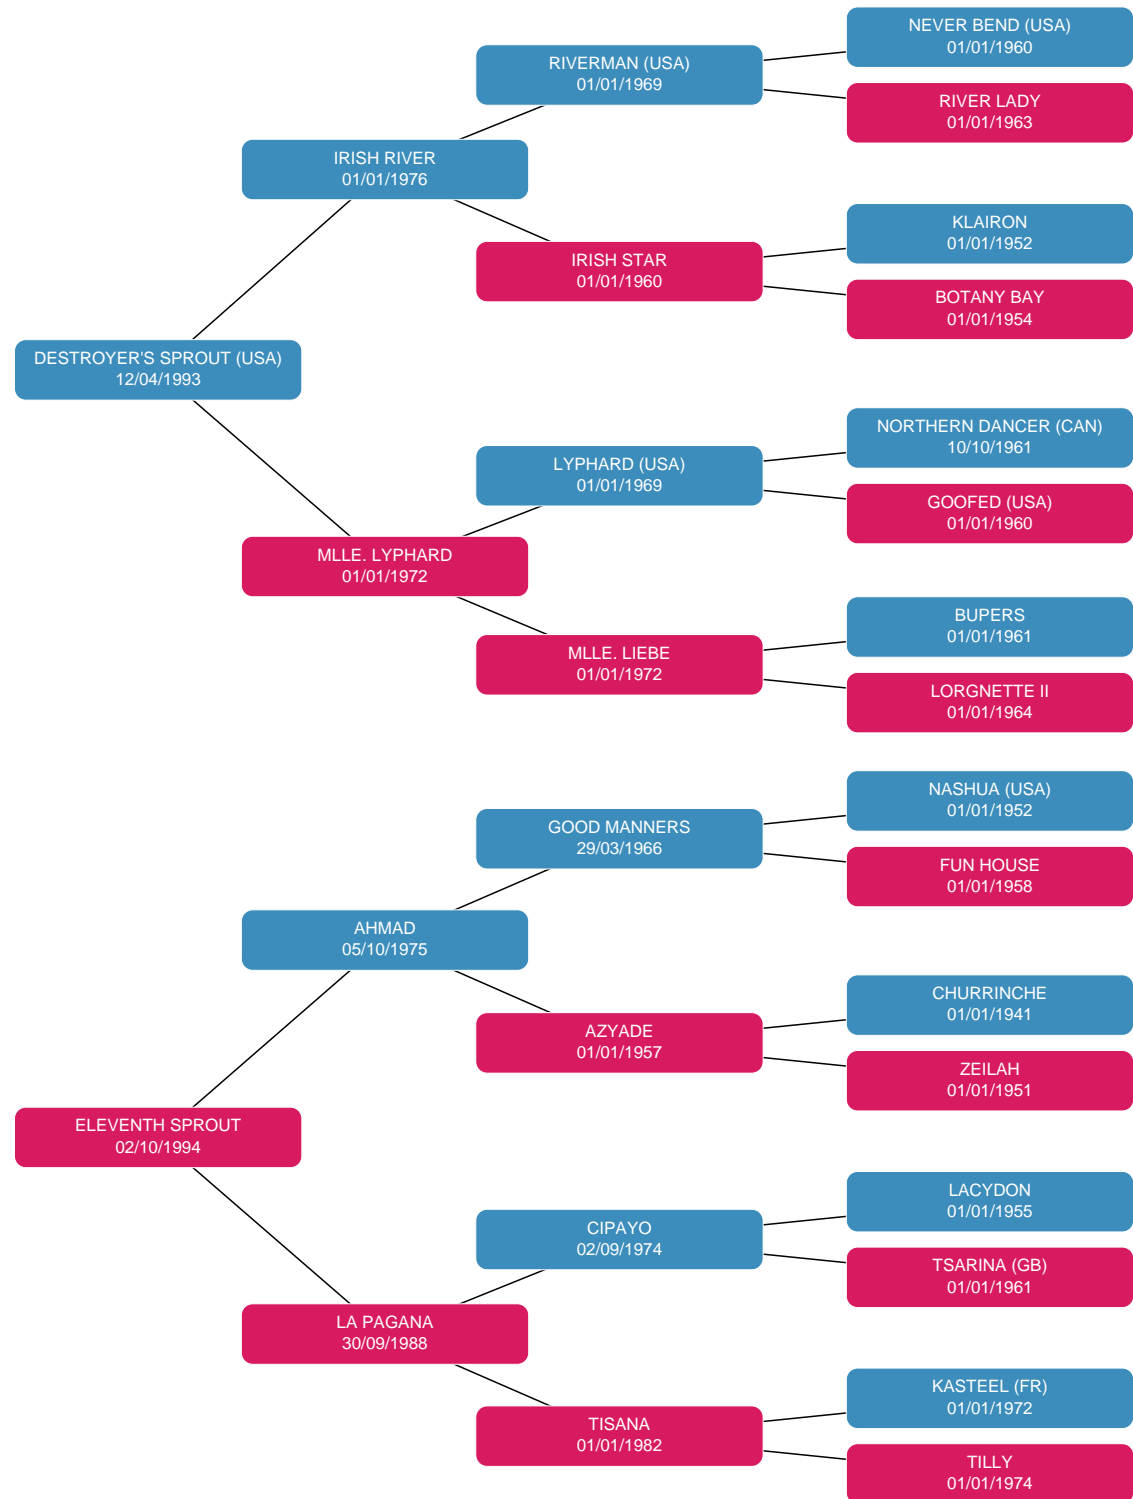 NEVER BEND (USA)
01/01/1960
RIVERMAN (USA)
01/01/1969
RIVER LADY
01/01/1963
IRISH RIVER
01/01/1976
KLAIRON
01/01/1952
IRISH STAR
01/01/1960
BOTANY BAY
01/01/1954
DESTROYER'S SPROUT (USA)
12/04/1993
NORTHERN DANCER (CAN)
10/10/1961
LYPHARD (USA)
01/01/1969
GOOFED (USA)
01/01/1960
MLLE. LYPHARD
01/01/1972
BUPERS
01/01/1961
MLLE. LIEBE
01/01/1972
LORGNETTE II
01/01/1964
NASHUA (USA)
01/01/1952
GOOD MANNERS
29/03/1966
FUN HOUSE
01/01/1958
AHMAD
05/10/1975
CHURRINCHE
01/01/1941
AZYADE
01/01/1957
ZEILAH
01/01/1951
ELEVENTH SPROUT
02/10/1994
LACYDON
01/01/1955
CIPAYO
02/09/1974
TSARINA (GB)
01/01/1961
LA PAGANA
30/09/1988
KASTEEL (FR)
01/01/1972
TISANA
01/01/1982
TILLY
01/01/1974